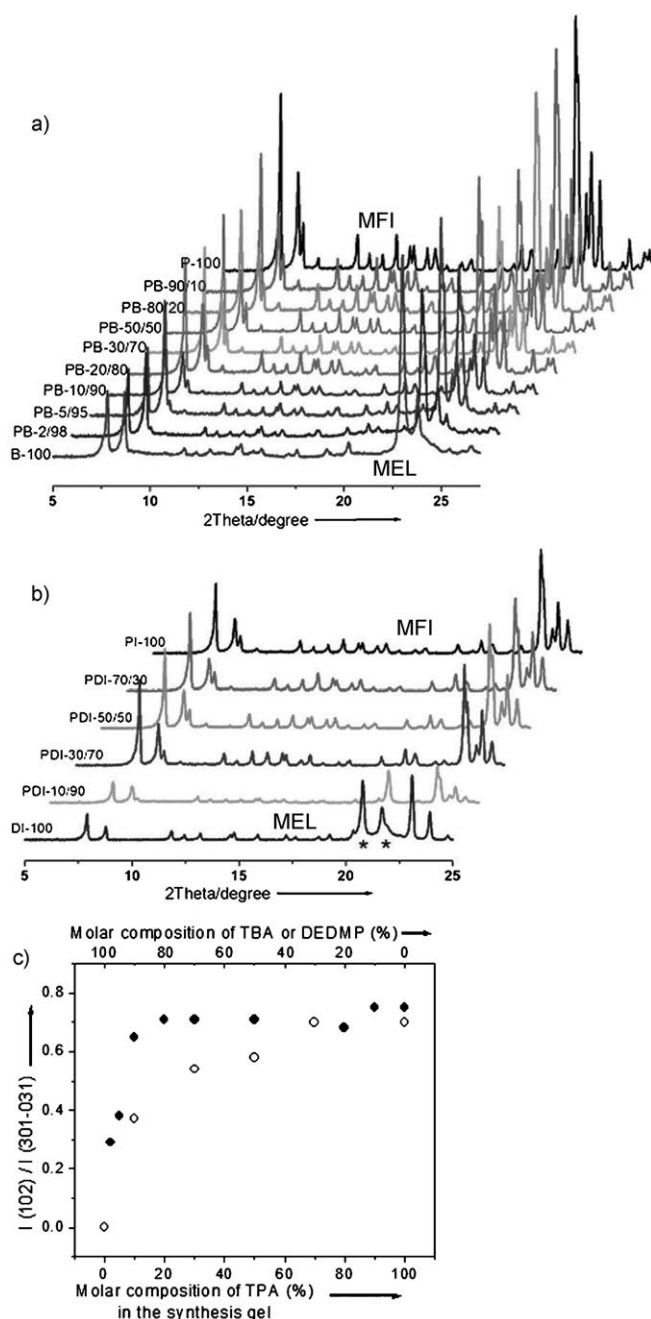 a)
MFI
P-100
PB-90/10
PB-80/20
PB-50/50
PB-30/70
PB-20/80
PB-10/90
PB-5/95
PB-2/98
B-100
MEL
5 10 15 20 25
2Theta/degree
b)
PI-100
MFI
PDI-70/30
PDI-50/50
PDI-30/70
PDI-10/90
DI-100
MEL
* *
5 10 15 20 25
2Theta/degree
Molar composition of TBA or DEDMP (%)
c)
100 80 60 40 20 0
I (102) / I (301-031)
0.8
0.6
0.4
0.2
0.0
0 20 40 60 80 100
Molar composition of TPA (%)
in the synthesis gel